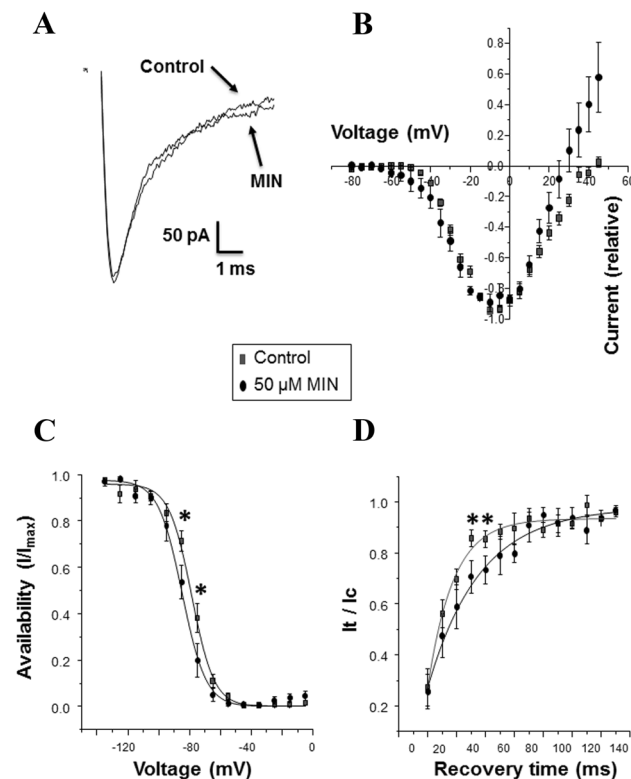 A
Control
MIN
50 pA
1 ms
B
0.8
0.6
0.4
0.2
0.0
-0.2
-0.4
-0.6
-0.8
-1.0
Voltage (mV)
-80 -60 -40 -20 0 20 40 60
Current (relative)
Control
50 µM MIN
C
1.0
0.8
0.6
0.4
0.2
0.0
Availability (I/Imax)
* *
-120 -80 -40 0
Voltage (mV)
D
1.0
0.8
0.6
0.4
0.2
It / Ic
**
10 20 30 40 50 60 70 80 90 100 110 120 130 140
Recovery time (ms)